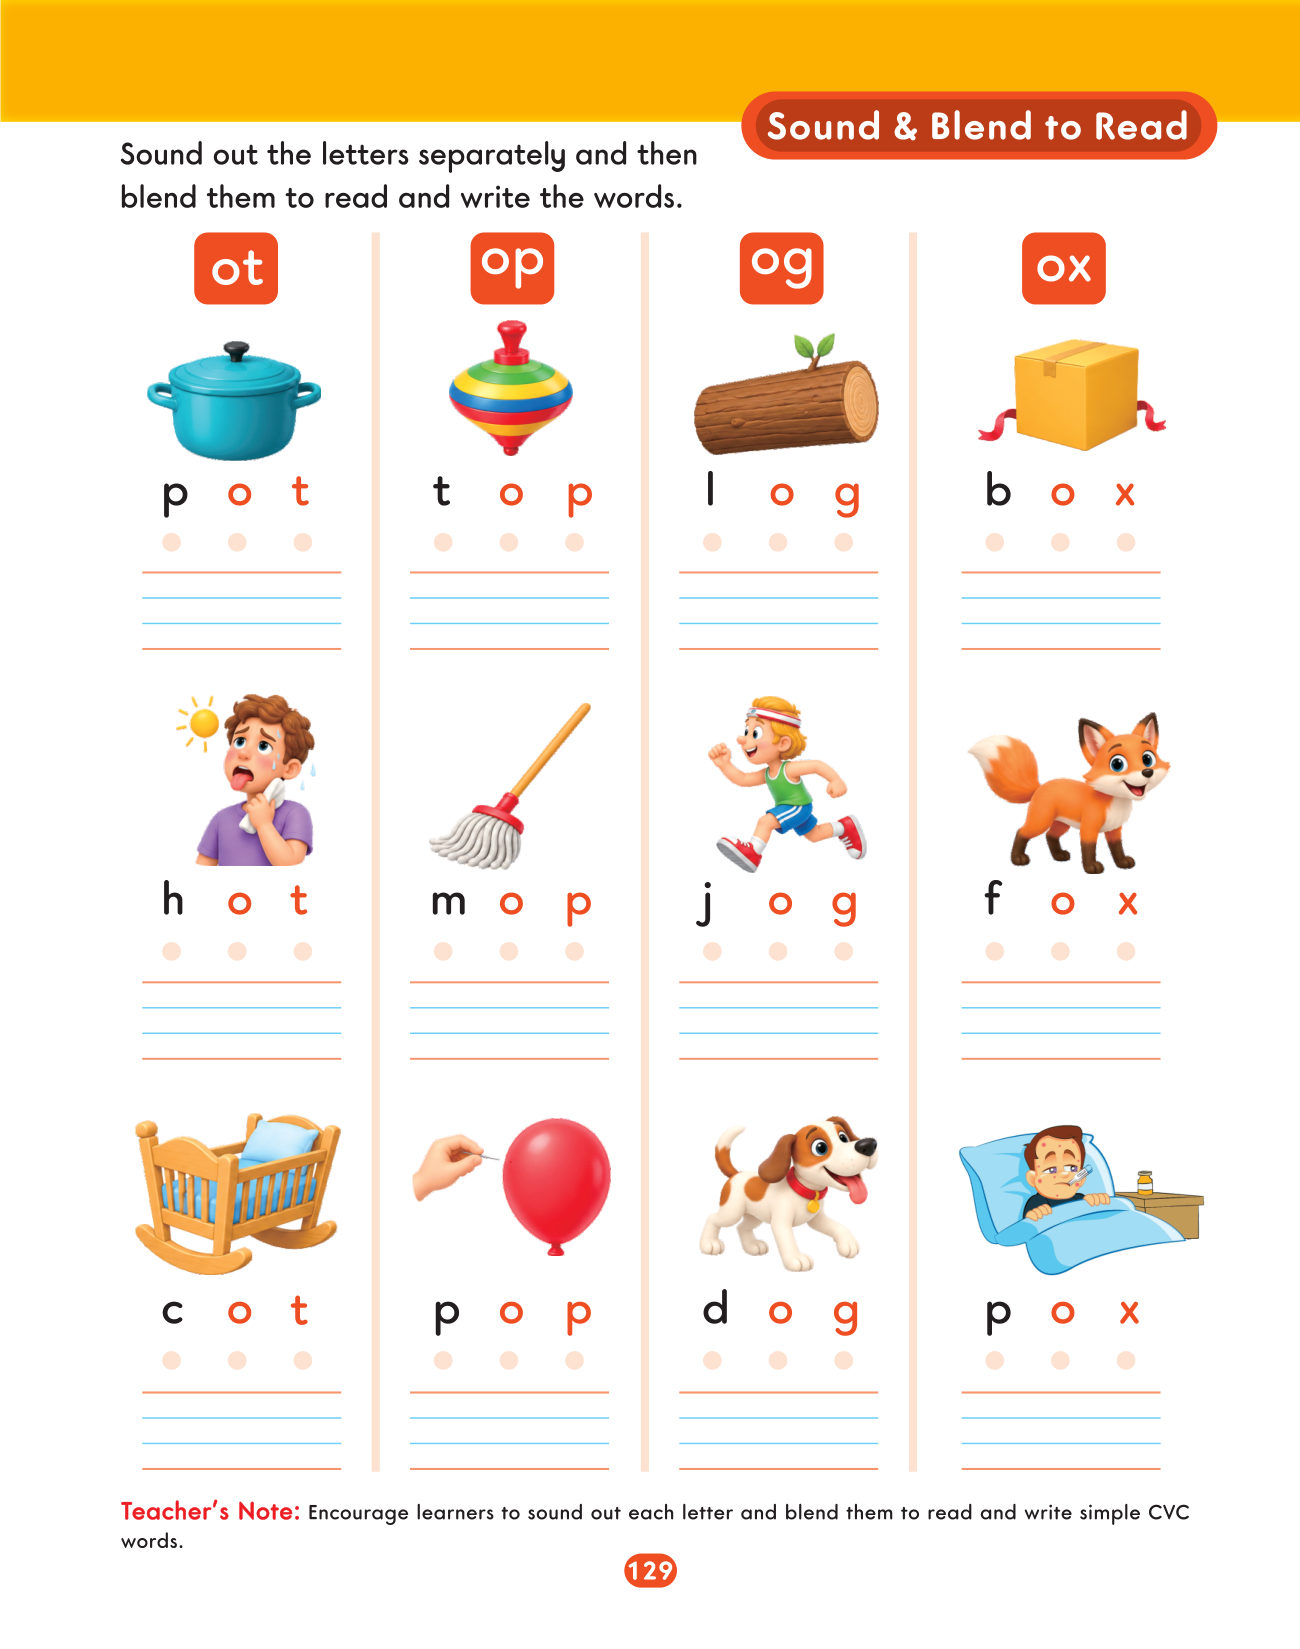 Sound & Blend to Read
Sound out the letters separately and then
blend them to read and write the words.
ot op og ox
p o t t o p l o g b o x
h o t m o p j o g f o x
c o t p o p d o g p o x
Teacher's Note: Encourage learners to sound out each letter and blend them to read and write simple CVC
words.
129